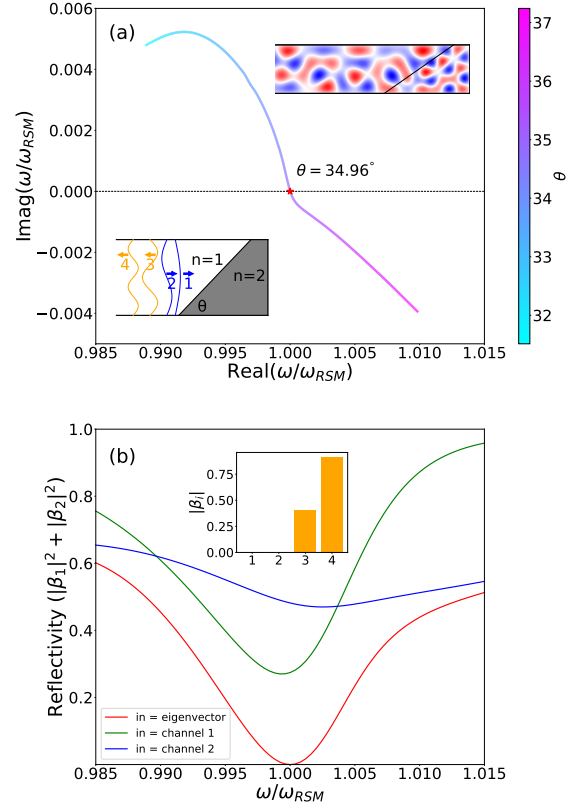 (a)
Imag(ω/ω_RSM)
0.006
0.004
0.002
0.000
−0.002
−0.004
θ = 34.96°
4
3
2
1
n=1
n=2
θ
0.985
0.990
0.995
1.000
1.005
1.010
1.015
Real(ω/ω_RSM)
37
36
35
34
33
32
θ
(b)
Reflectivity (|β₁|² + |β₂|²)
1.0
0.8
0.6
0.4
0.2
|βᵢ|
0.75
0.50
0.25
0.00
1
2
3
4
in = eigenvector
in = channel 1
in = channel 2
0.985
0.990
0.995
1.000
1.005
1.010
1.015
ω/ω_RSM